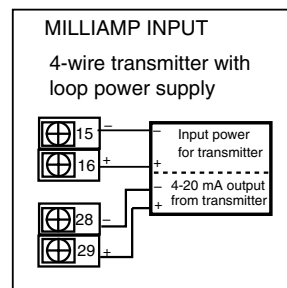 MILLIAMP INPUT
4-wire transmitter with
loop power supply
15 – –
16 + +
Input power
for transmitter
28 – –
29 + +
4-20 mA output
from transmitter